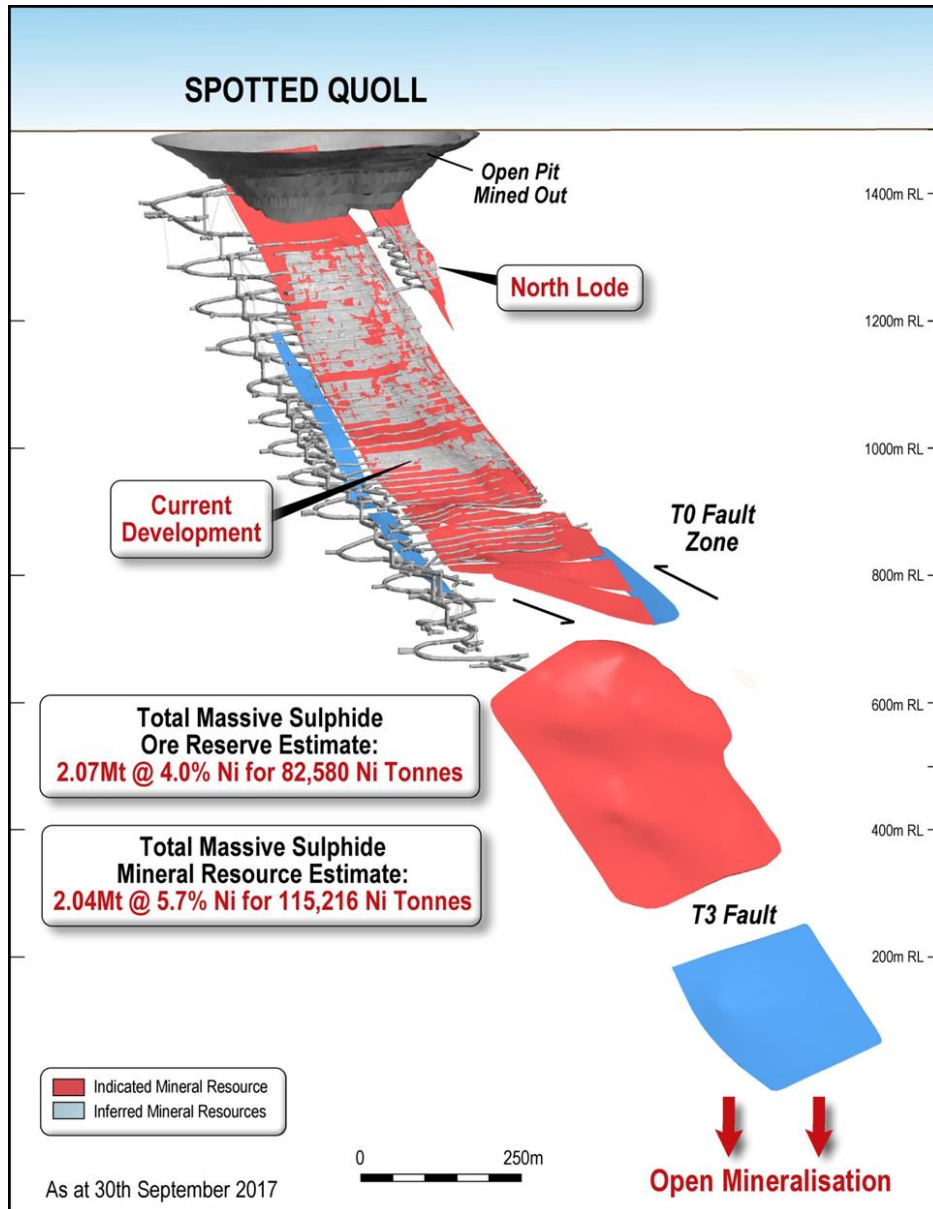 SPOTTED QUOLL
Open Pit
Mined Out
1400m RL
North Lode
1200m RL
1000m RL
Current
Development
T0 Fault
Zone
800m RL
600m RL
Total Massive Sulphide
Ore Reserve Estimate:
2.07Mt @ 4.0% Ni for 82,580 Ni Tonnes
400m RL
Total Massive Sulphide
Mineral Resource Estimate:
2.04Mt @ 5.7% Ni for 115,216 Ni Tonnes
T3 Fault
200m RL
Indicated Mineral Resource
Inferred Mineral Resources
0 250m
Open Mineralisation
As at 30th September 2017